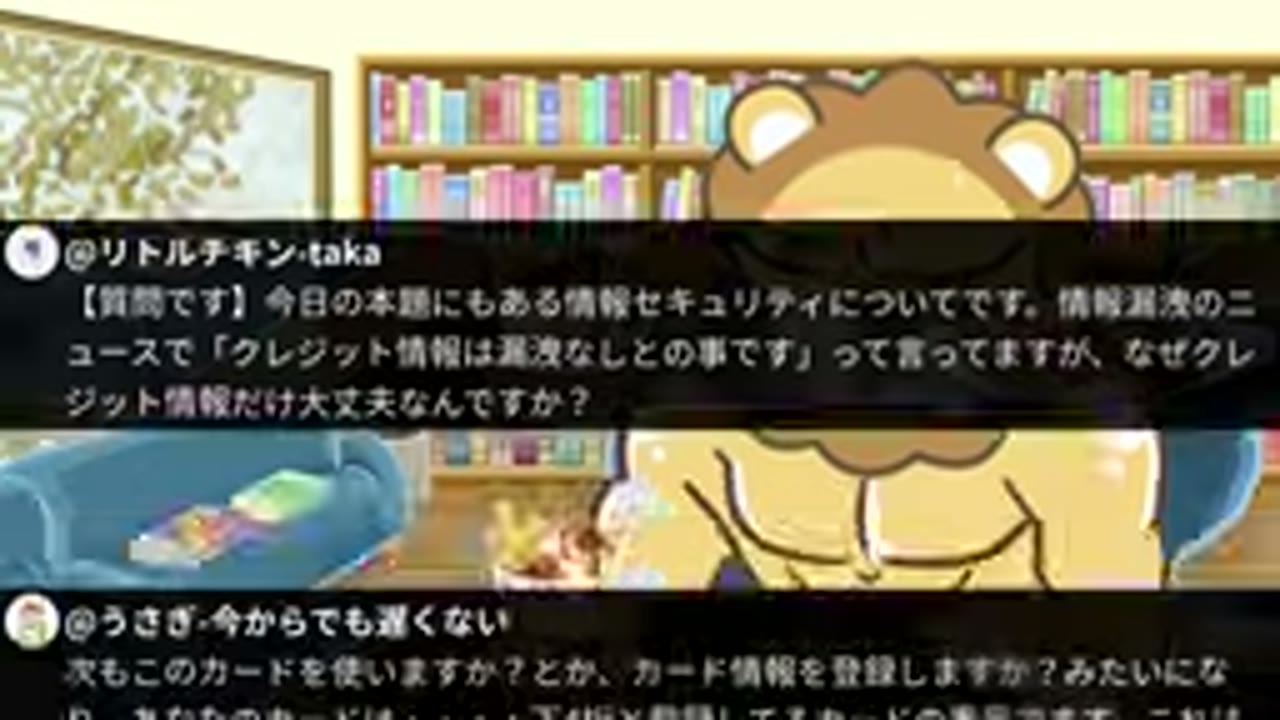 @リトルチキン-taka
【質問です】今日の本題にもある情報セキュリティについてです。情報漏洩のニ
ュースで「クレジット情報は漏洩なしとの事です」って言ってますが、なぜクレ
ジット情報だけ大丈夫なんですか？
@うさぎ-今からでも遅くない
次もこのカードを使いますか？とか、カード情報を登録しますか？みたいにな